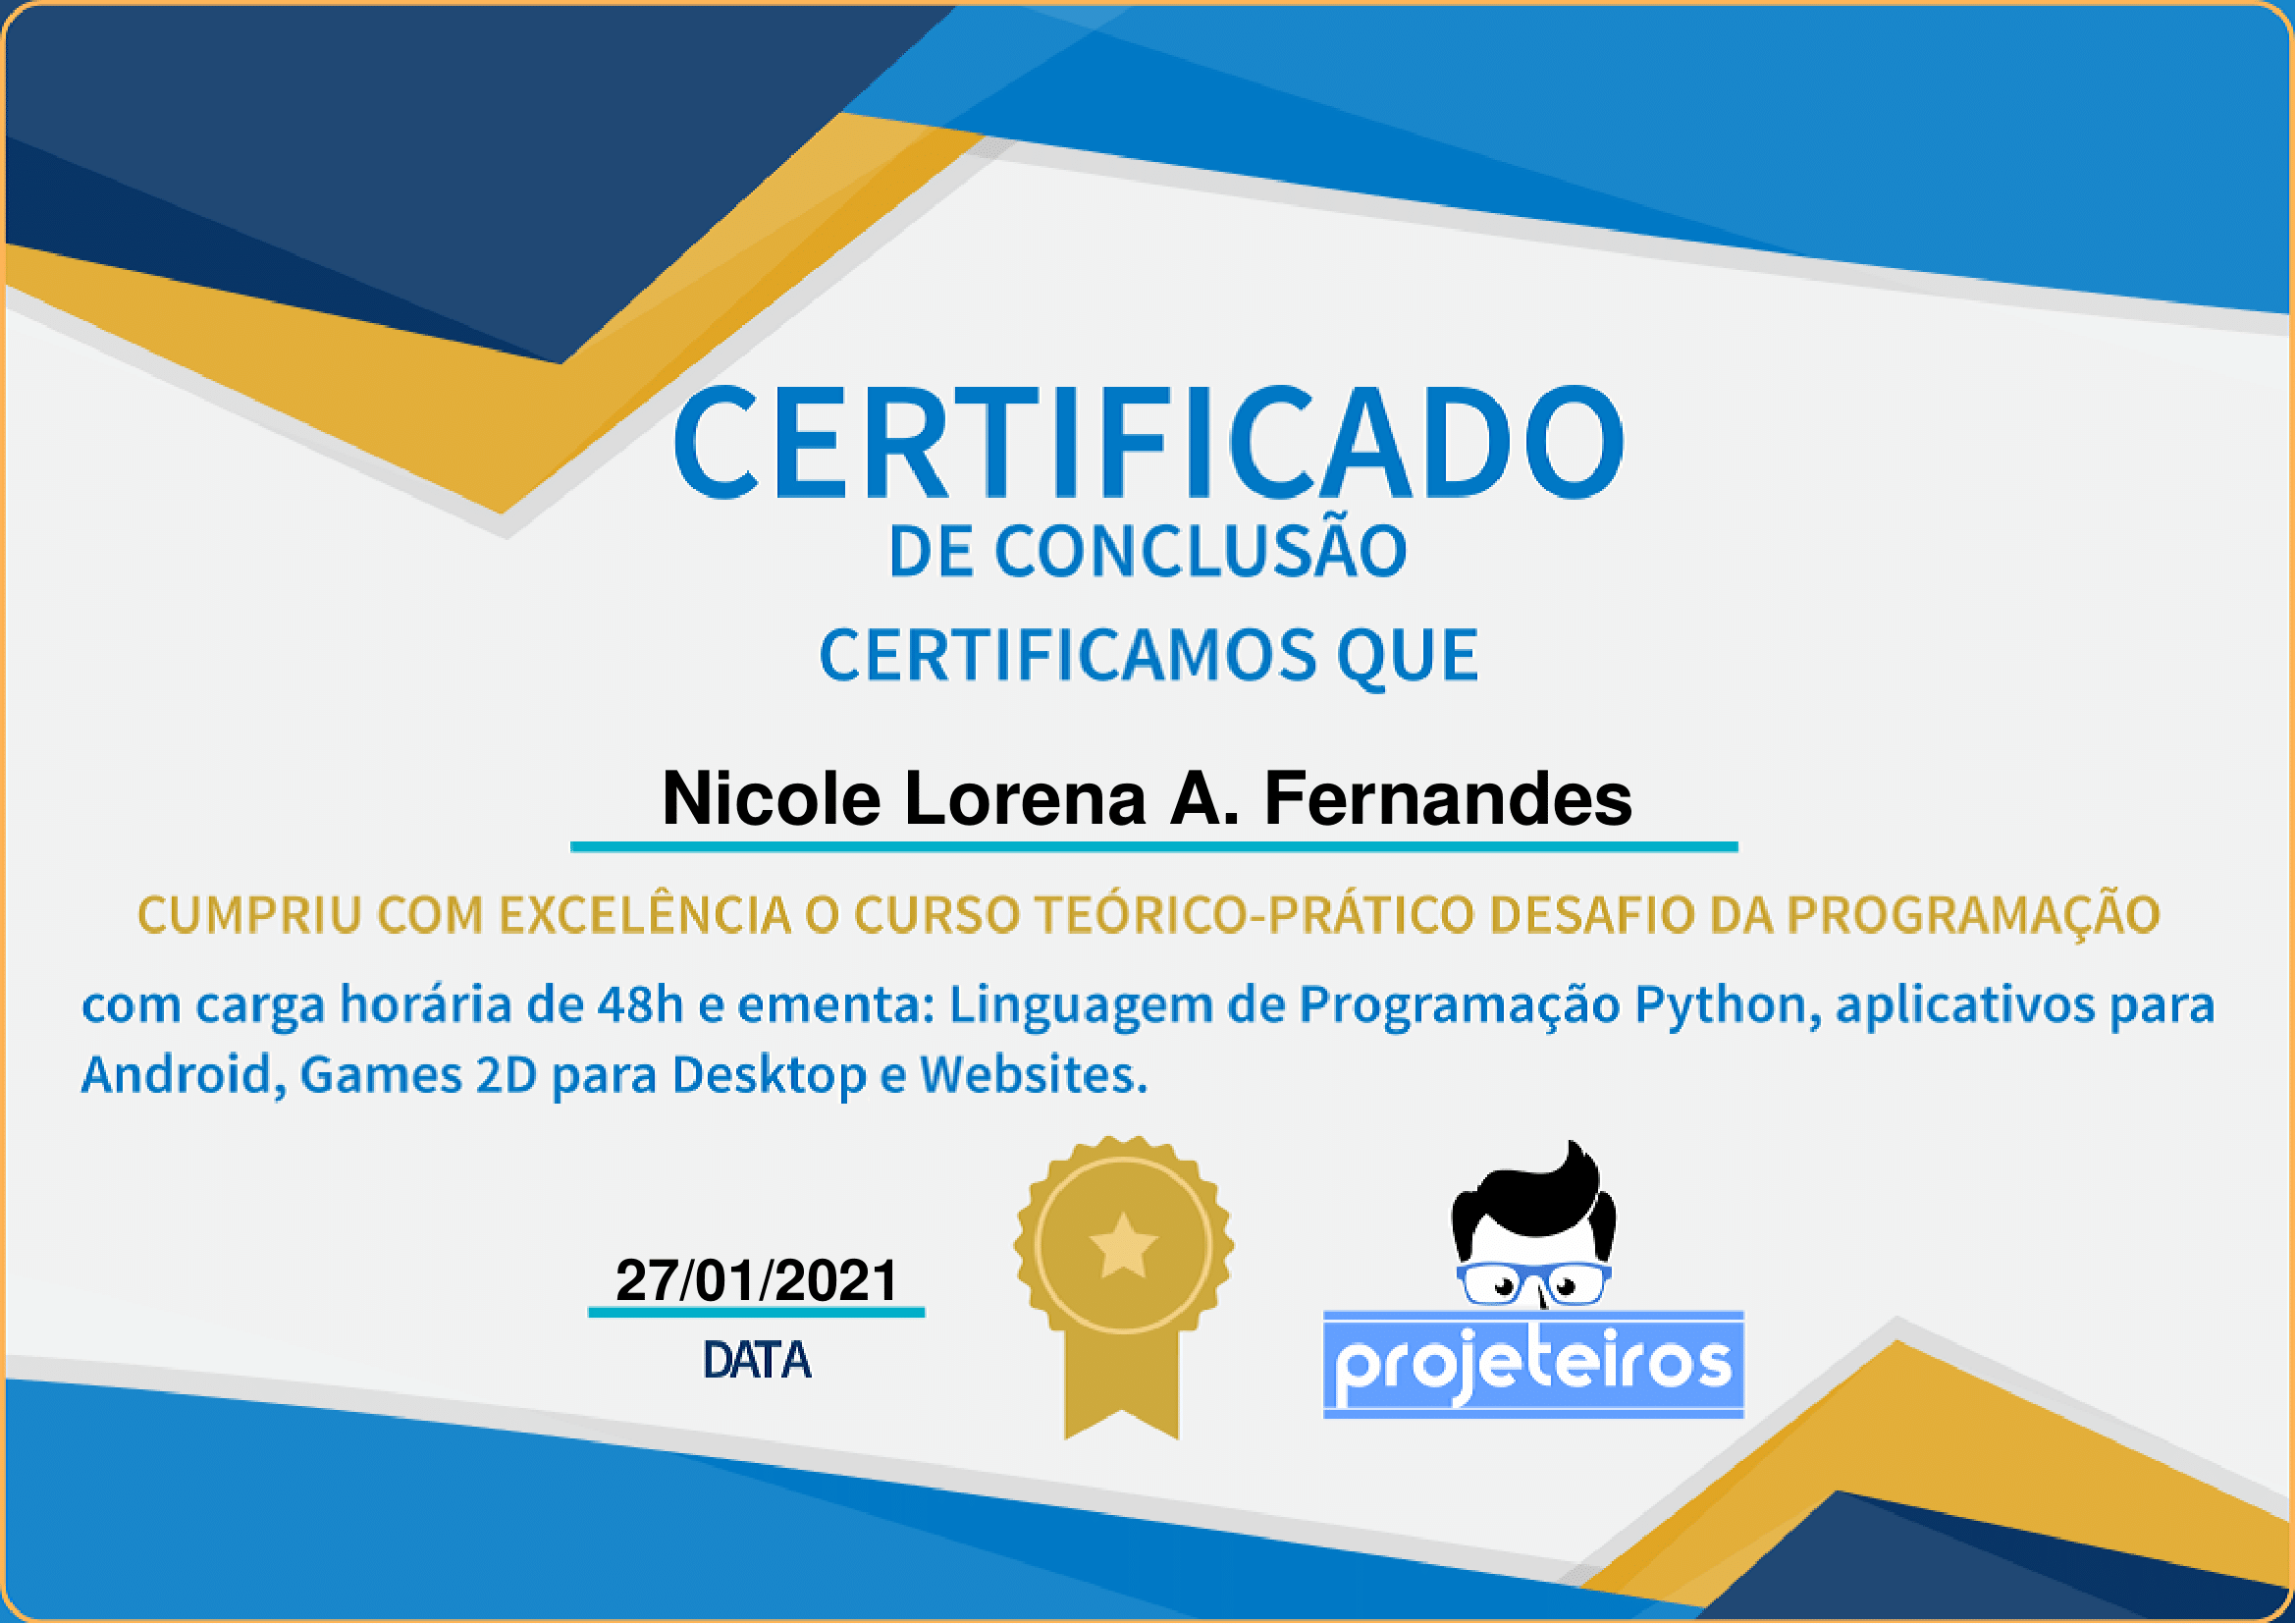 CERTIFICADO
DE CONCLUSÃO
CERTIFICAMOS QUE
Nicole Lorena A. Fernandes
CUMPRIU COM EXCELÊNCIA O CURSO TEÓRICO-PRÁTICO DESAFIO DA PROGRAMAÇÃO
com carga horária de 48h e ementa: Linguagem de Programação Python, aplicativos para
Android, Games 2D para Desktop e Websites.
27/01/2021
DATA
projeteiros